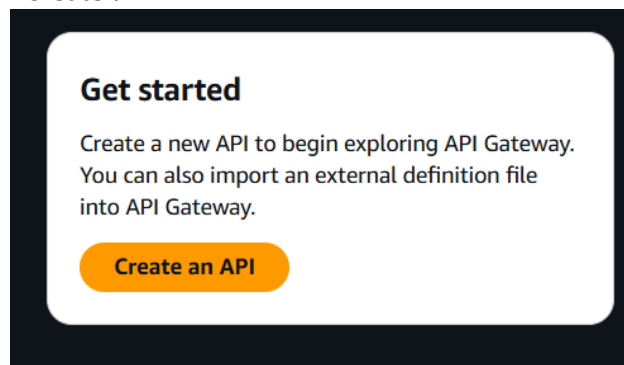 Get started
Create a new API to begin exploring API Gateway.
You can also import an external definition file
into API Gateway.
Create an API